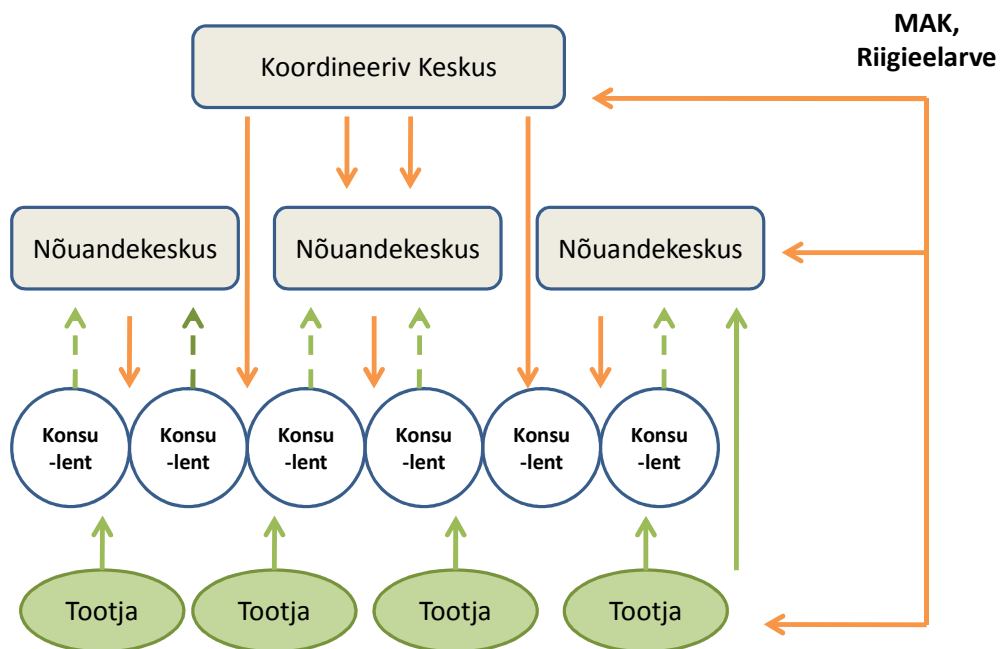 MAK,
Riigieelarve
Koordineeriv Keskus
Nõuandekeskus
Nõuandekeskus
Nõuandekeskus
Konsu
-lent
Konsu
-lent
Konsu
-lent
Konsu
-lent
Konsu
-lent
Konsu
-lent
Tootja
Tootja
Tootja
Tootja